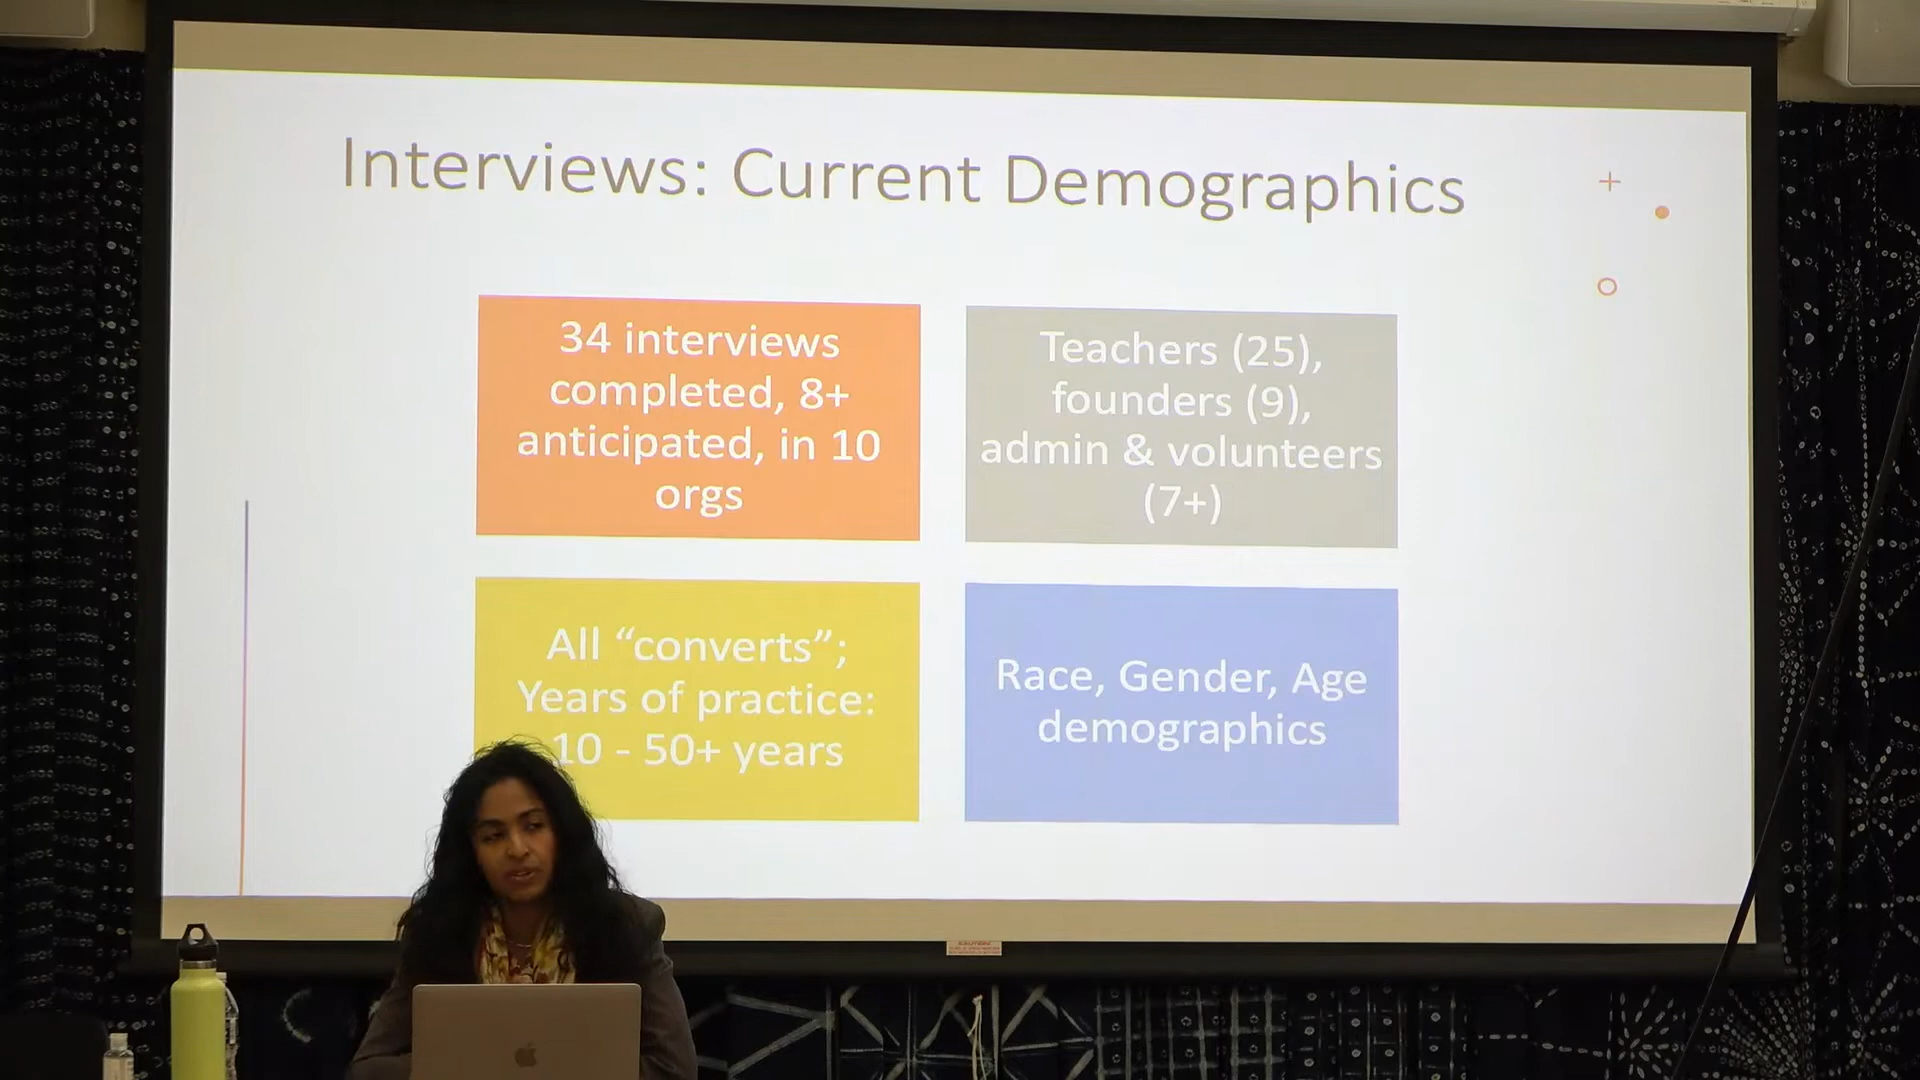 Interviews: Current Demographics
34 interviews
completed, 8+
anticipated, in 10
orgs
Teachers (25),
founders (9),
admin & volunteers
(7+)
All “converts”;
Years of practice:
10 - 50+ years
Race, Gender, Age
demographics
CAUTION